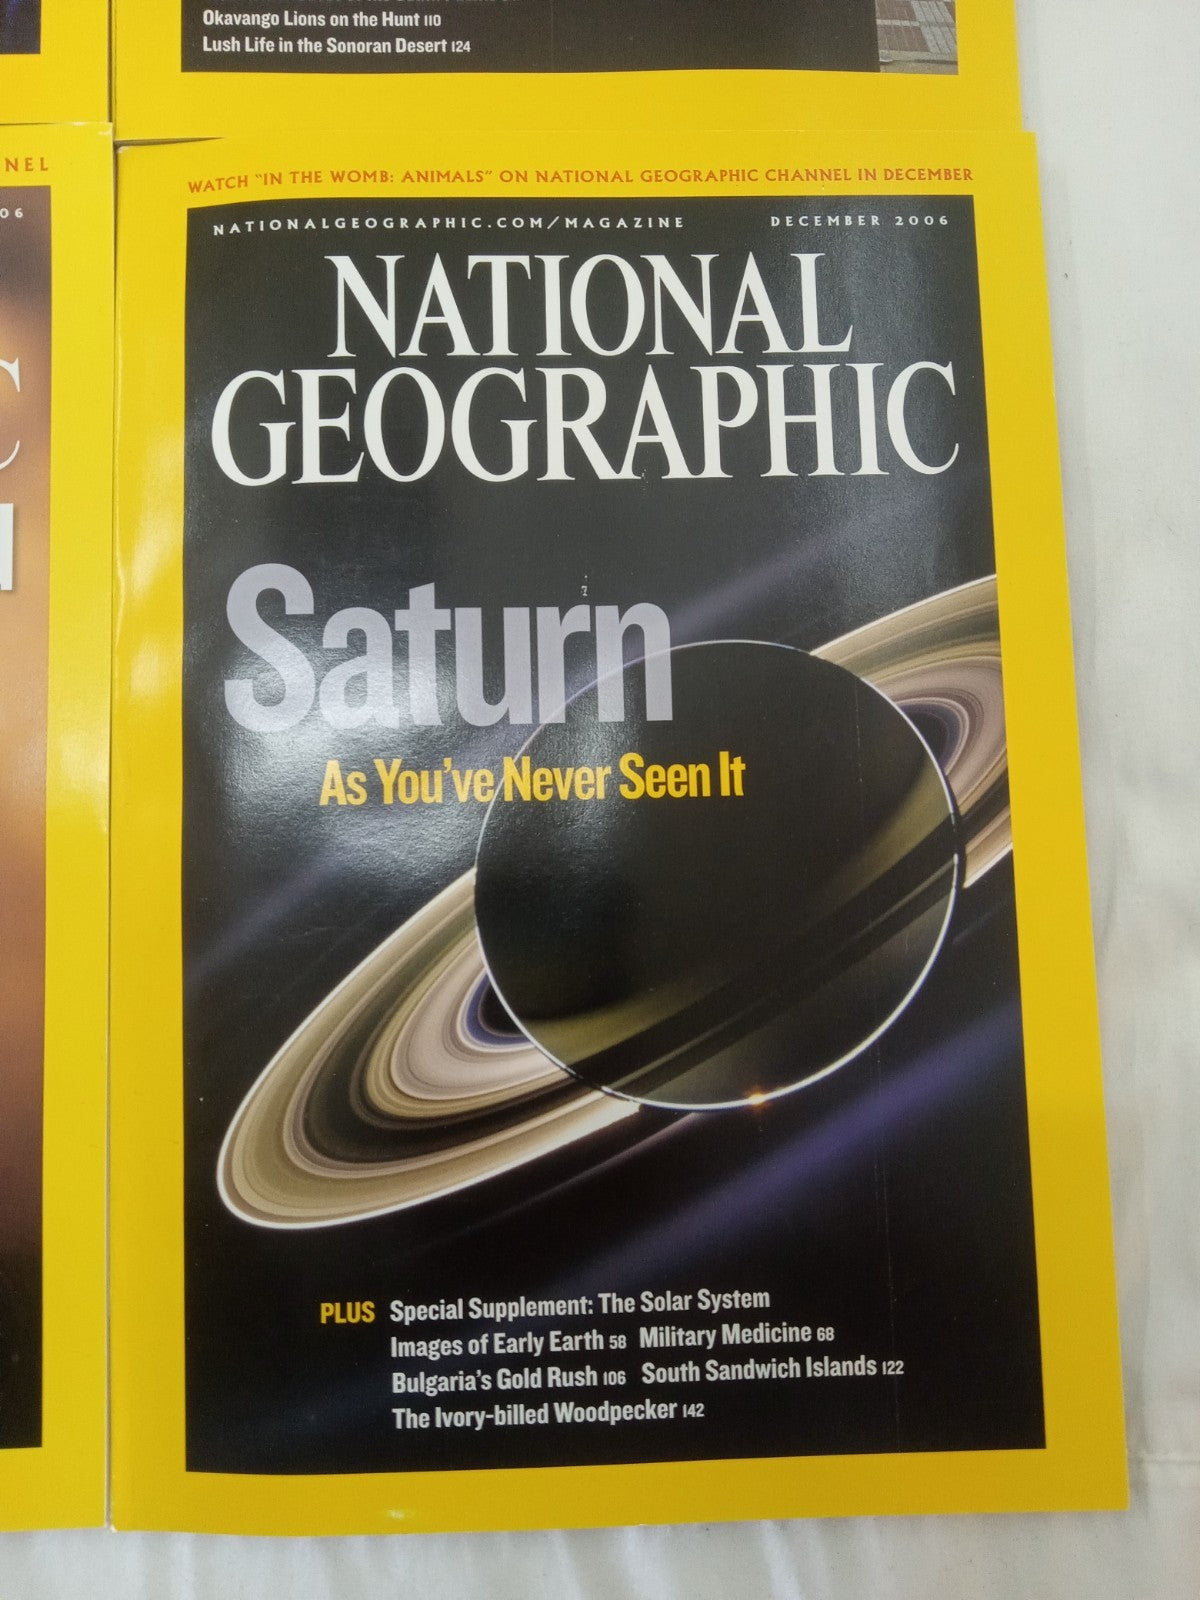 Okavango Lions on the Hunt 110
Lush Life in the Sonoran Desert 124
NEL
06
C
WATCH "IN THE WOMB: ANIMALS" ON NATIONAL GEOGRAPHIC CHANNEL IN DECEMBER
NATIONALGEOGRAPHIC.COM/MAGAZINE DECEMBER 2006
NATIONAL
GEOGRAPHIC
Saturn
As You've Never Seen It
PLUS Special Supplement: The Solar System
Images of Early Earth 58 Military Medicine 68
Bulgaria's Gold Rush 106 South Sandwich Islands 122
The Ivory-billed Woodpecker 142